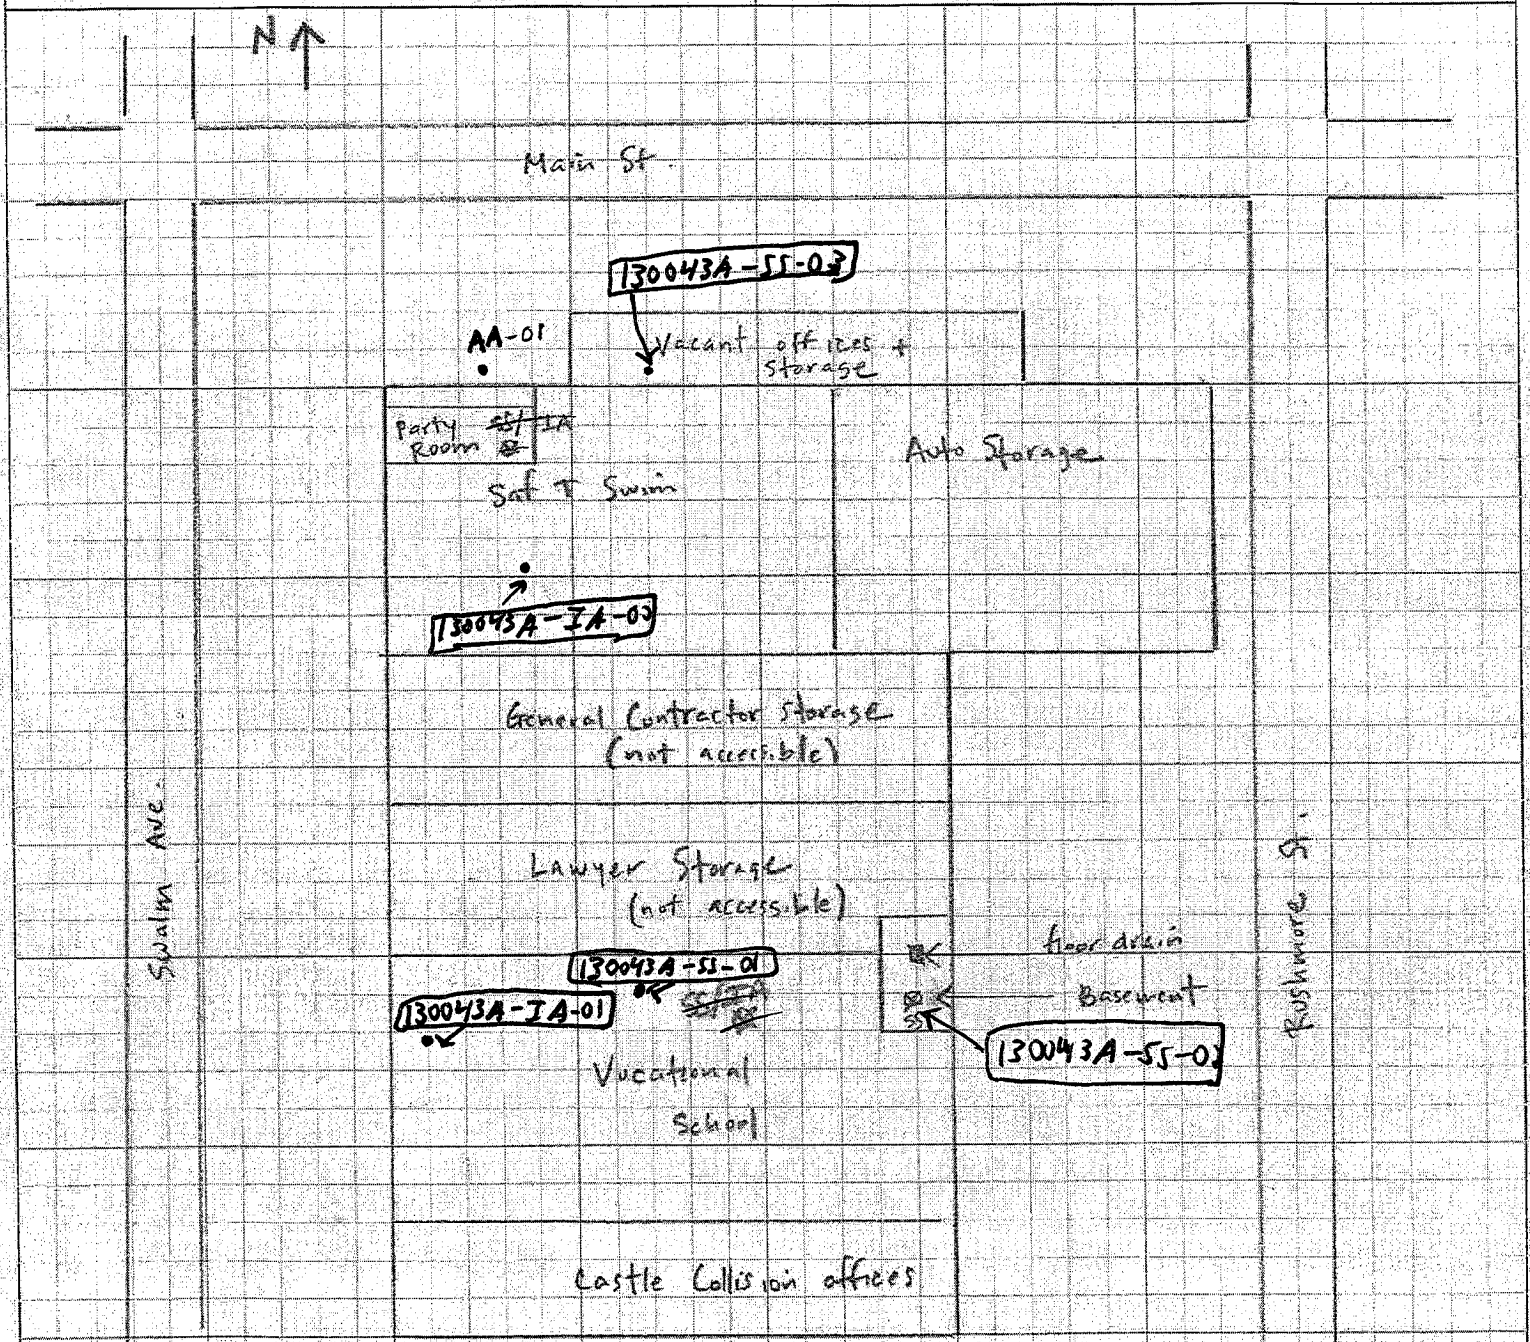 N
Main St.
130043A-SS-03
AA-01
Vacant offices +
storage
Party
Room
IA
Auto Storage
Saf T Swim
130043A-IA-03
General Contractor Storage
(not accessible)
Swalm Ave.
Lawyer Storage
(not accessible)
Rushmore St.
floor drain
130043A-SS-01
130043A-IA-01
Basement
SS
130043A-SS-02
Vocational
School
Castle Collision offices